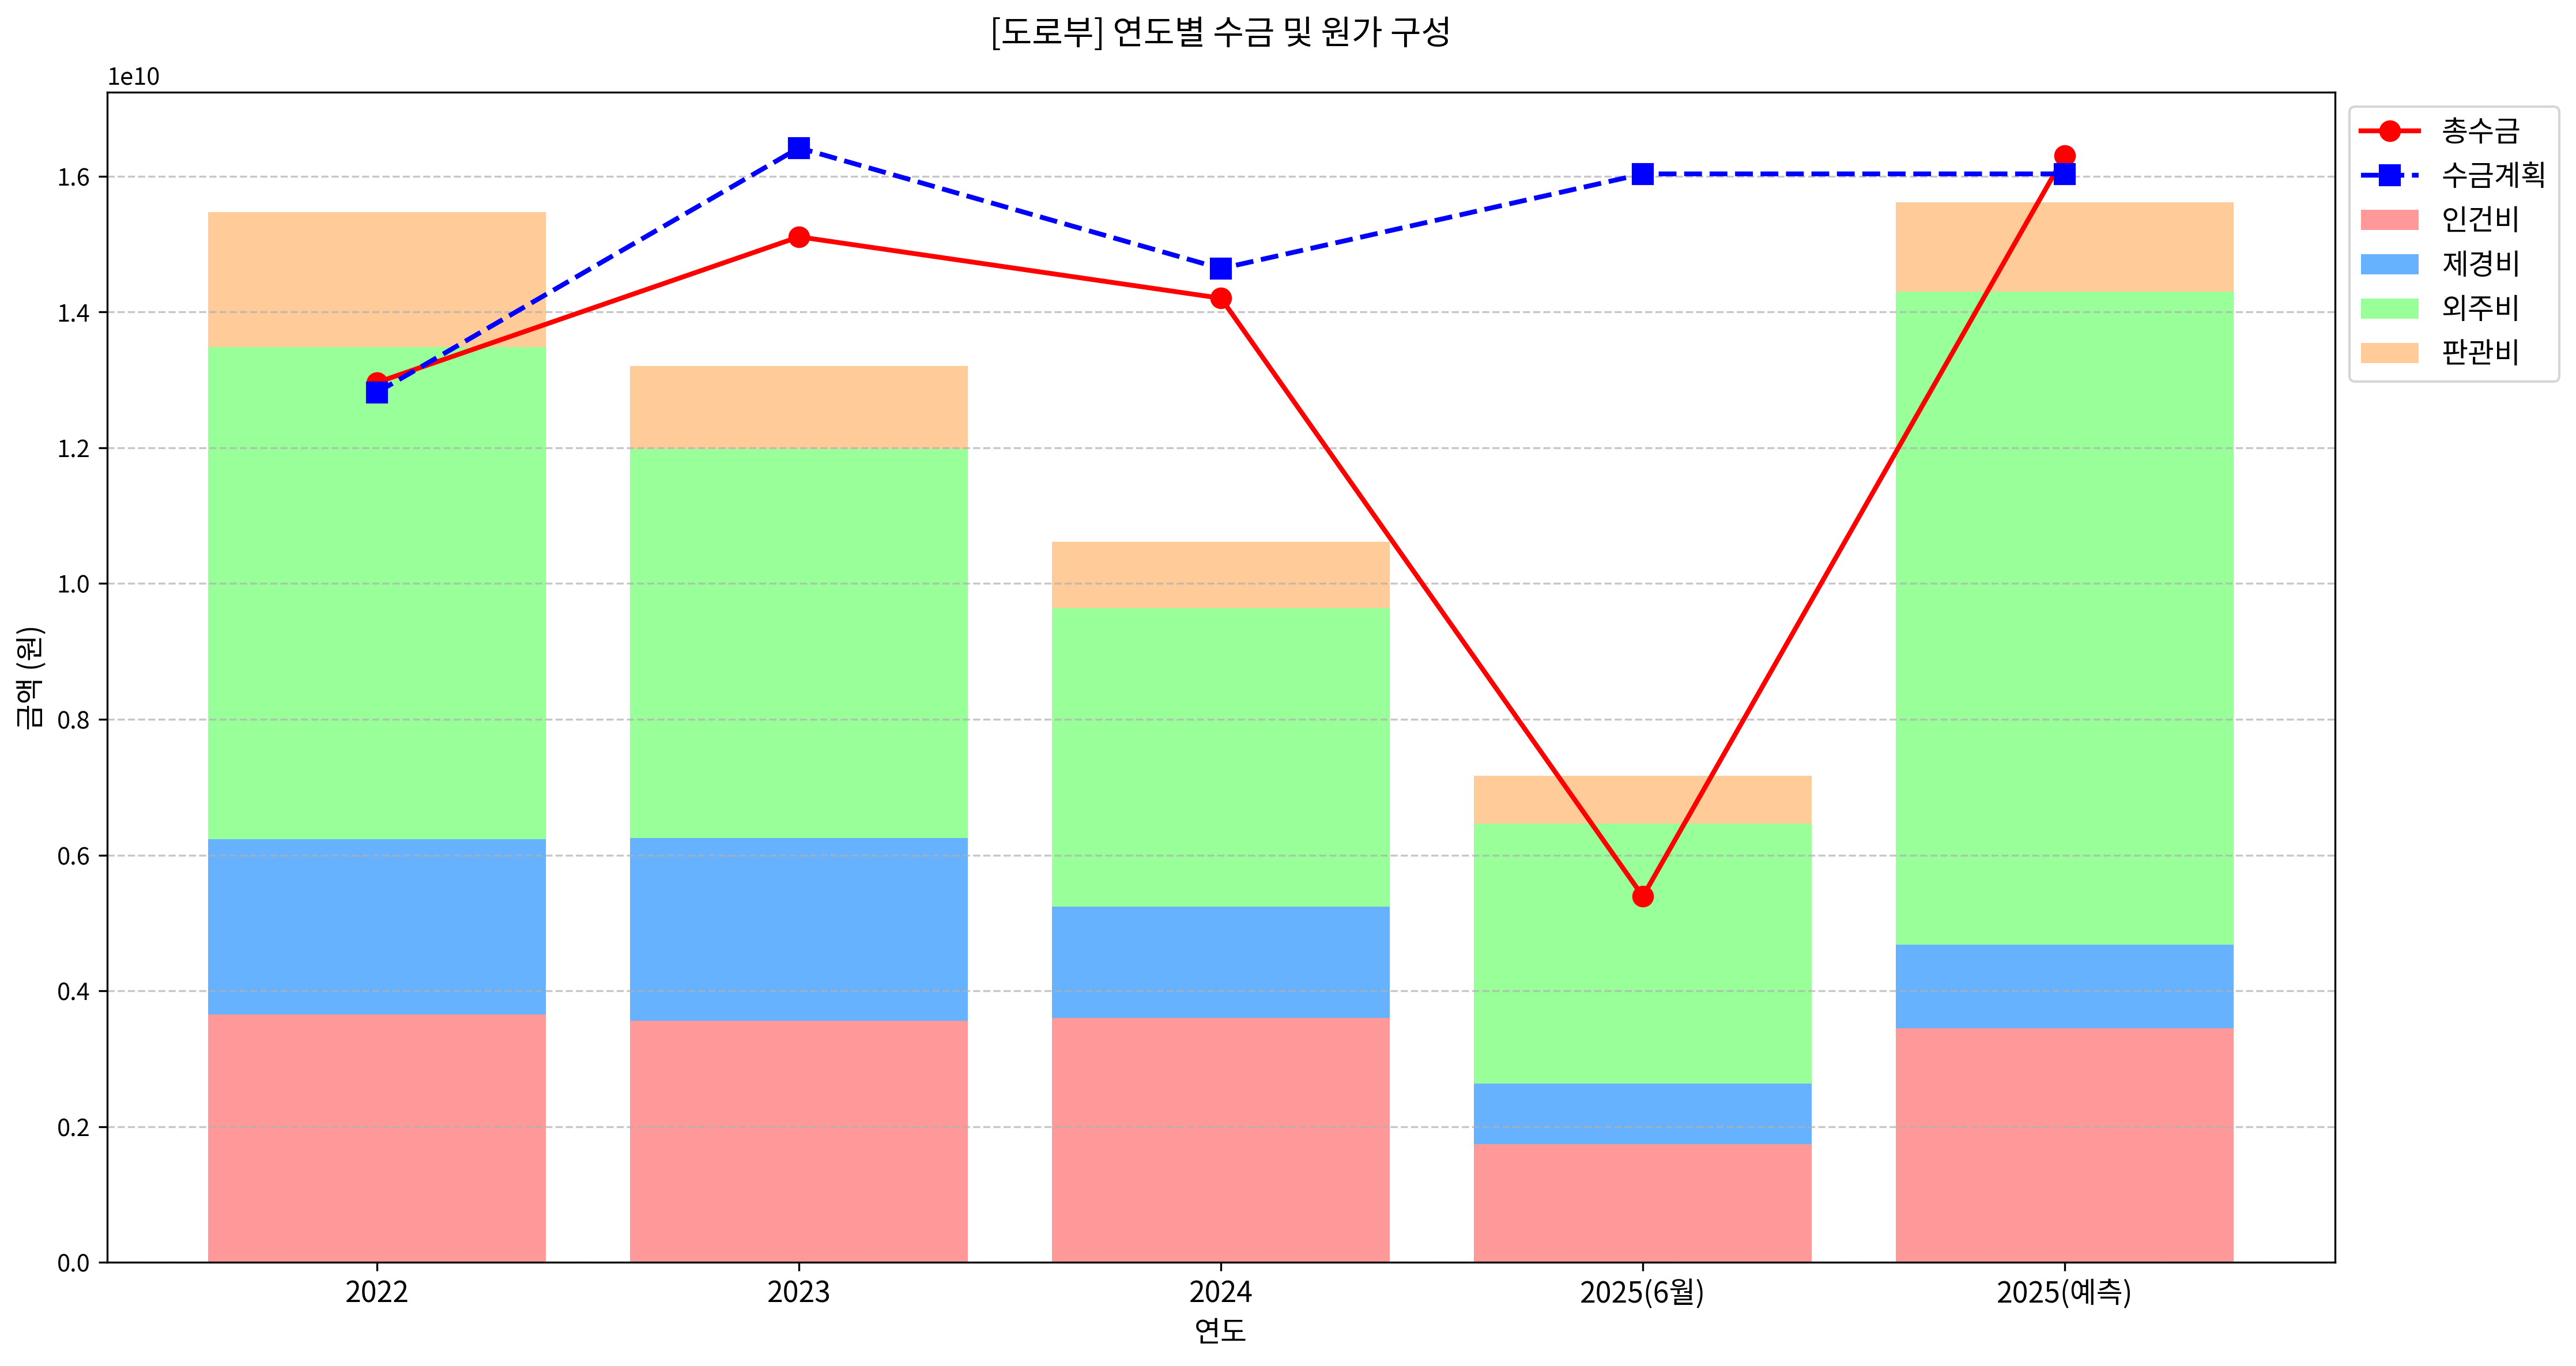 [도로부] 연도별 수금 및 원가 구성
1e10
1.6
1.4
1.2
1.0
0.8
0.6
0.4
0.2
0.0
금액 (원)
2022
2023
2024
2025(6월)
2025(예측)
연도
총수금
수금계획
인건비
제경비
외주비
판관비